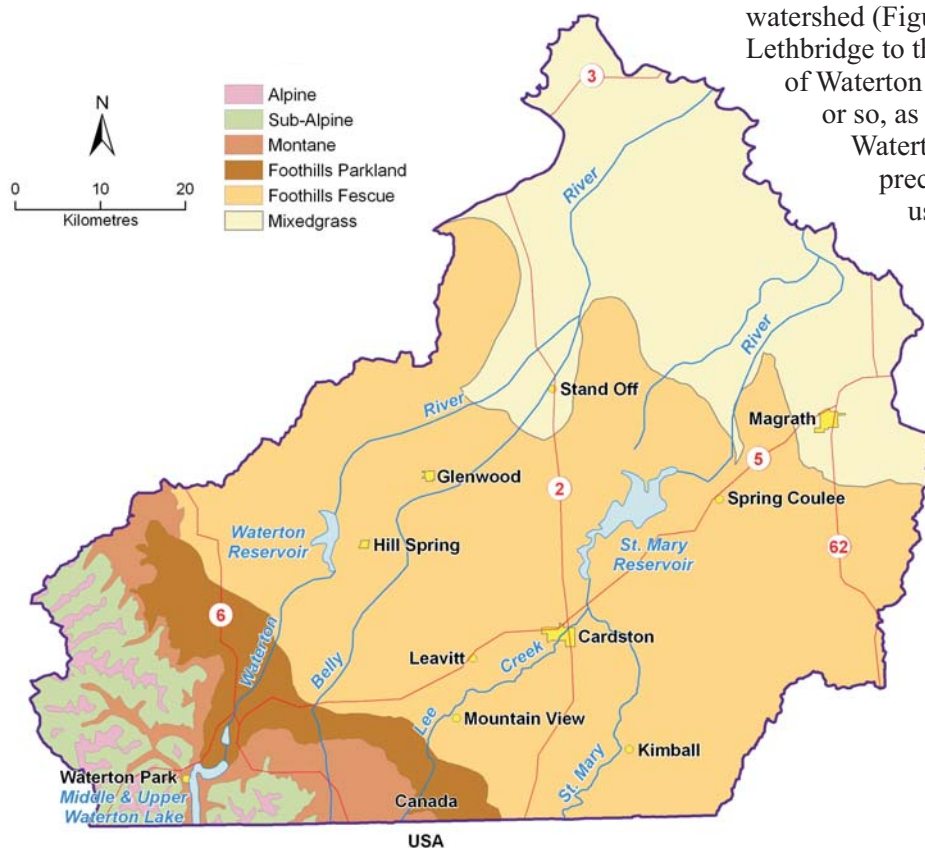 watershed (Figu
Lethbridge to th
of Waterton
or so, as
Watert
prec
us
Alpine
Sub-Alpine
Montane
Foothills Parkland
Foothills Fescue
Mixedgrass
N
0 10 20
Kilometres
3
River
River
River
Stand Off
Magrath
5
Glenwood
2
Spring Coulee
Waterton
Reservoir
Hill Spring
St. Mary
Reservoir
62
6
Waterton
Belly
Cardston
Leavitt
Creek
Lee
Mountain View
Kimball
St. Mary
Waterton Park
Middle & Upper
Waterton Lake
Canada
USA